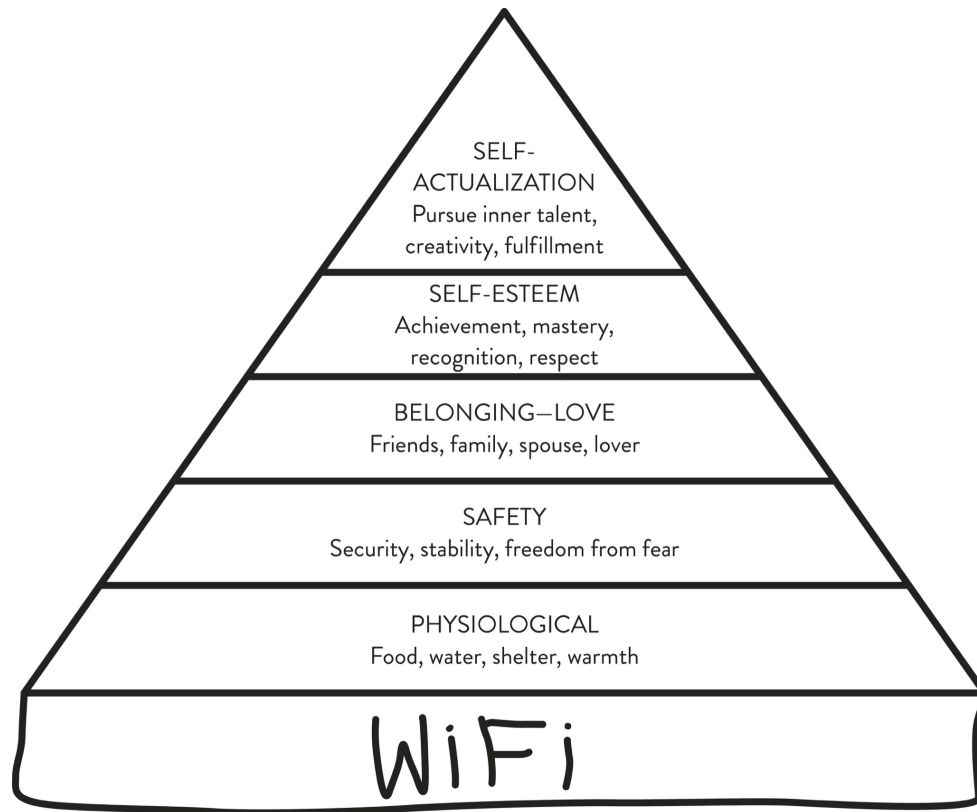 SELF-
ACTUALIZATION
Pursue inner talent,
creativity, fulfillment
SELF-ESTEEM
Achievement, mastery,
recognition, respect
BELONGING—LOVE
Friends, family, spouse, lover
SAFETY
Security, stability, freedom from fear
PHYSIOLOGICAL
Food, water, shelter, warmth
WiFi